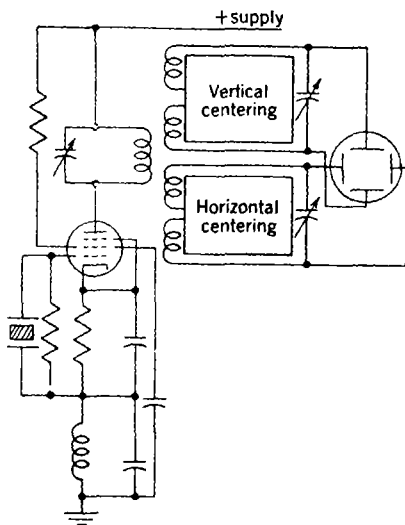 +supply
Vertical
centering
Horizontal
centering